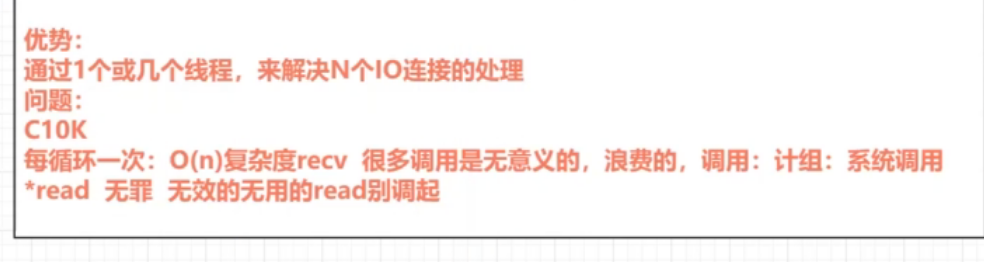 优势：
通过1个或几个线程，来解决N个IO连接的处理
问题：
C10K
每循环一次：O(n)复杂度recv 很多调用是无意义的，浪费的，调用：计组：系统调用
*read 无罪 无效的无用的read别调起